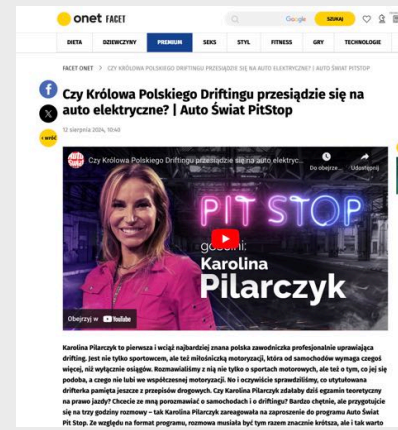 onet FACET
Google SZUKAJ
DIETA DZIEWCZYNY PREMIUM SEKS STYL FITNESS GRY TECHNOLOGIE
FACET ONET > CZY KRÓLOWA POLSKIEGO DRIFTINGU PRZESIĄDZIE SIĘ NA AUTO ELEKTRYCZNE? | AUTO ŚWIAT PITSTOP
Czy Królowa Polskiego Driftingu przesiądzie się na
auto elektryczne? | Auto Świat PitStop
12 sierpnia 2024, 10:48
‹ wróć
Czy Królowa Polskiego Driftingu przesiądzie się na auto elektryc...
Do obejrze... Udostępnij
PIT STOP
gościni:
Karolina
Pilarczyk
Obejrzyj w YouTube
Karolina Pilarczyk to pierwsza i wciąż najbardziej znana polska zawodniczka profesjonalnie uprawiająca
drifting. Jest nie tylko sportowcem, ale też miłośniczką motoryzacji, która od samochodów wymaga czegoś
więcej, niż wyłącznie osiągów. Rozmawialiśmy z nią nie tylko o sportach motorowych, ale też o tym, co jej się
podoba, a czego nie lubi we współczesnej motoryzacji. No i oczywiście sprawdziliśmy, co utytułowana
drifterka pamięta jeszcze z przepisów drogowych. Czy Karolina Pilarczyk zdałaby dziś egzamin teoretyczny
na prawo jazdy? Chcecie ze mną porozmawiać o samochodach i o driftingu? Bardzo chętnie, ale przygotujcie
się na trzy godziny rozmowy – tak Karolina Pilarczyk zareagowała na zaproszenie do programu Auto Świat
Pit Stop. Ze względu na format programu, rozmowa musiała być tym razem znacznie krótsza, ale i tak warto